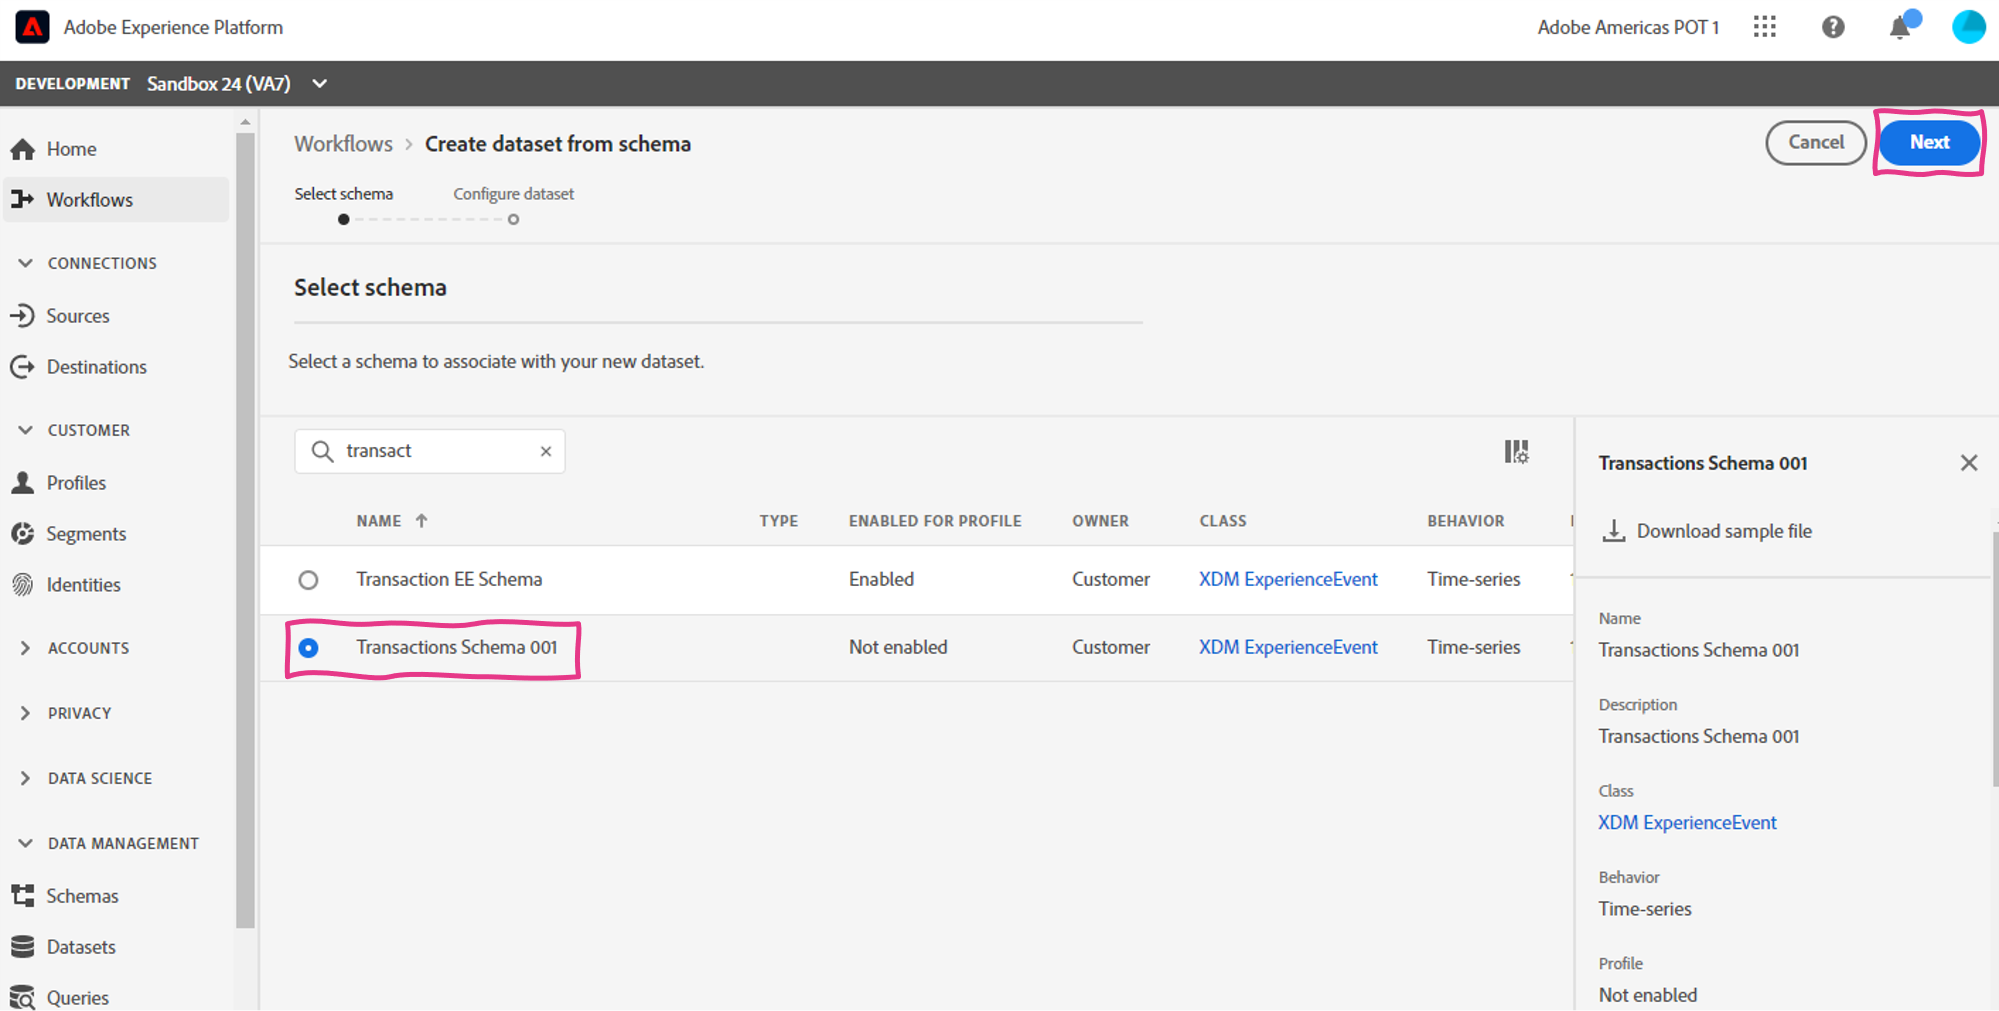 Adobe Experience Platform
Adobe Americas POT 1
DEVELOPMENT Sandbox 24 (VA7)
Home
Workflows
CONNECTIONS
Sources
Destinations
CUSTOMER
Profiles
Segments
Identities
ACCOUNTS
PRIVACY
DATA SCIENCE
DATA MANAGEMENT
Schemas
Datasets
Queries
Workflows > Create dataset from schema
Cancel
Next
Select schema
Configure dataset
Select schema
Select a schema to associate with your new dataset.
transact
NAME TYPE ENABLED FOR PROFILE OWNER CLASS BEHAVIOR
Transaction EE Schema Enabled Customer XDM ExperienceEvent Time-series
Transactions Schema 001 Not enabled Customer XDM ExperienceEvent Time-series
Transactions Schema 001
Download sample file
Name
Transactions Schema 001
Description
Transactions Schema 001
Class
XDM ExperienceEvent
Behavior
Time-series
Profile
Not enabled